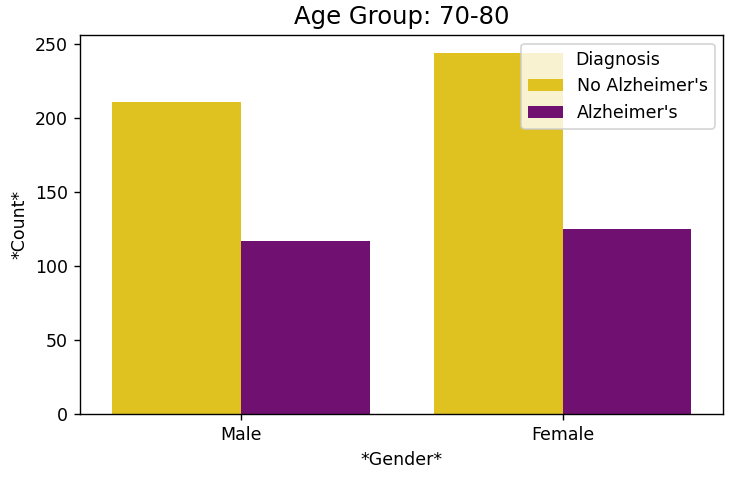 Age Group: 70-80
250
200
150
100
50
0
*Count*
Diagnosis
No Alzheimer's
Alzheimer's
Male
Female
*Gender*